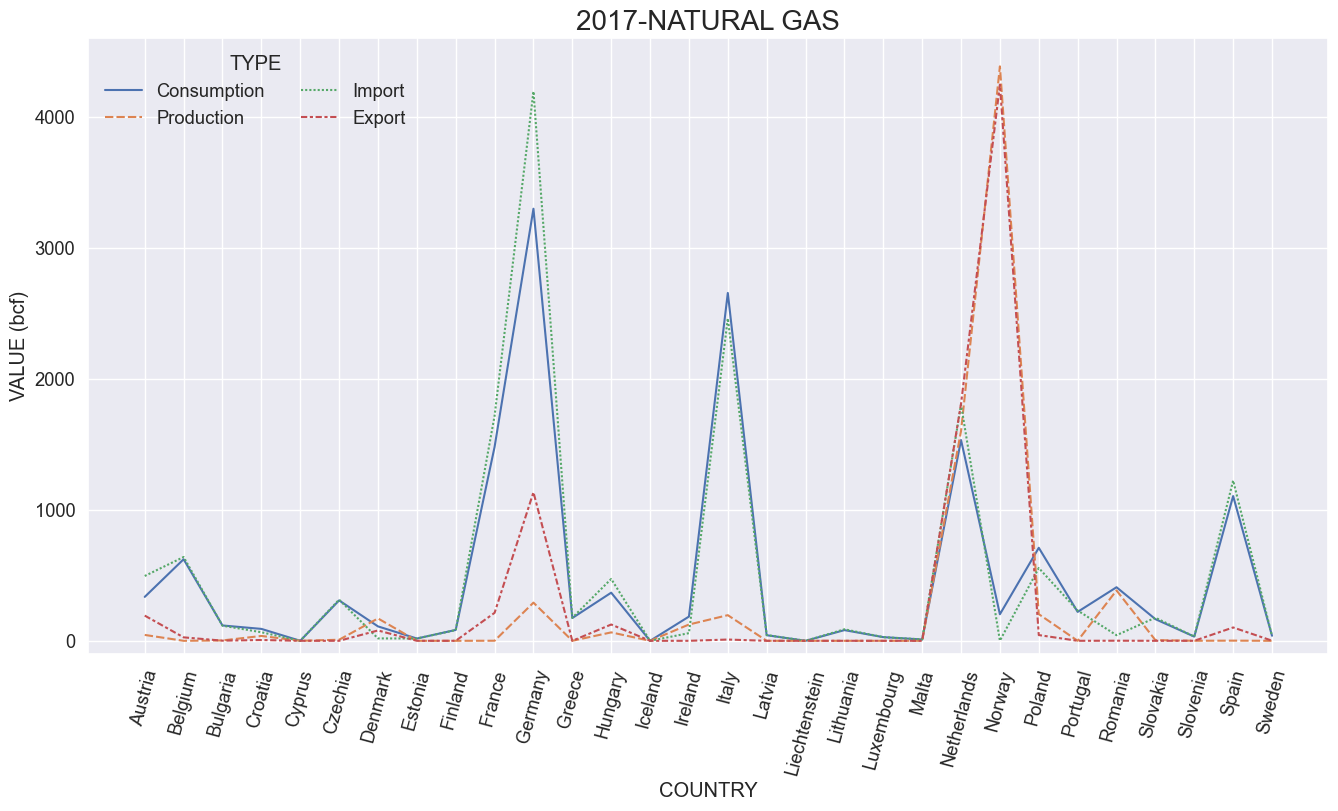 2017-NATURAL GAS
TYPE
Consumption
Production
Import
Export
VALUE (bcf)
4000
3000
2000
1000
0
Austria
Belgium
Bulgaria
Croatia
Cyprus
Czechia
Denmark
Estonia
Finland
France
Germany
Greece
Hungary
Iceland
Ireland
Italy
Latvia
Liechtenstein
Lithuania
Luxembourg
Malta
Netherlands
Norway
Poland
Portugal
Romania
Slovakia
Slovenia
Spain
Sweden
COUNTRY